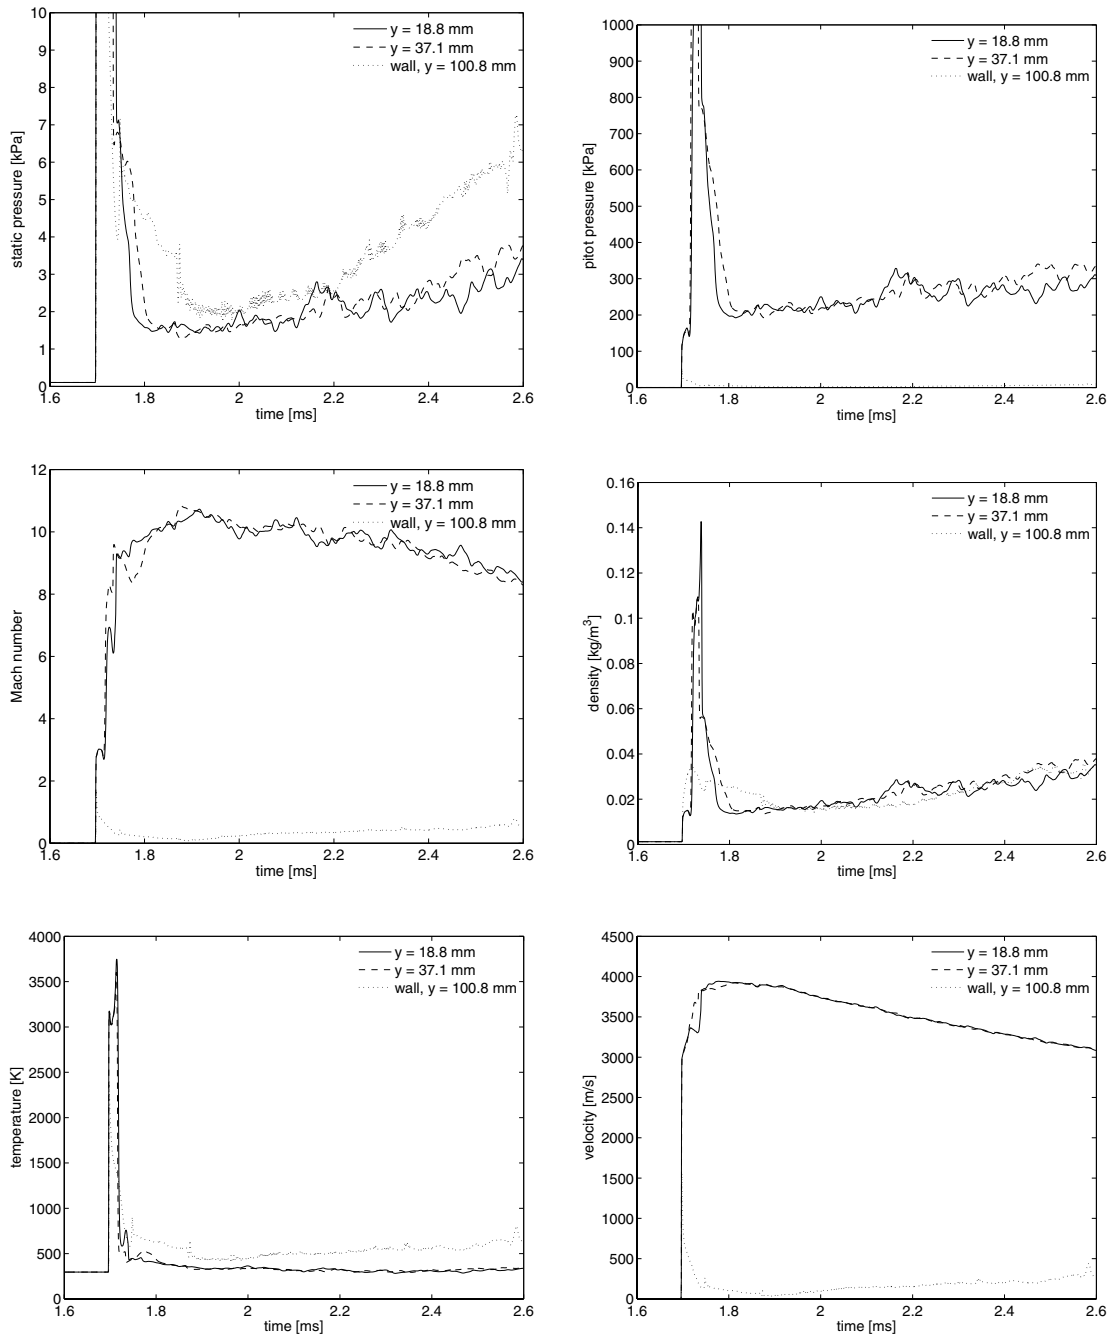 10
9
8
7
6
5
4
3
2
1
0
static pressure [kPa]
y = 18.8 mm
y = 37.1 mm
wall, y = 100.8 mm
1.6 1.8 2 2.2 2.4 2.6
time [ms]
1000
900
800
700
600
500
400
300
200
100
0
pitot pressure [kPa]
y = 18.8 mm
y = 37.1 mm
wall, y = 100.8 mm
1.6 1.8 2 2.2 2.4 2.6
time [ms]
12
10
8
6
4
2
0
Mach number
y = 18.8 mm
y = 37.1 mm
wall, y = 100.8 mm
1.6 1.8 2 2.2 2.4 2.6
time [ms]
0.16
0.14
0.12
0.1
0.08
0.06
0.04
0.02
0
density [kg/m³]
y = 18.8 mm
y = 37.1 mm
wall, y = 100.8 mm
1.6 1.8 2 2.2 2.4 2.6
time [ms]
4000
3500
3000
2500
2000
1500
1000
500
0
temperature [K]
y = 18.8 mm
y = 37.1 mm
wall, y = 100.8 mm
1.6 1.8 2 2.2 2.4 2.6
time [ms]
4500
4000
3500
3000
2500
2000
1500
1000
500
0
velocity [m/s]
y = 18.8 mm
y = 37.1 mm
wall, y = 100.8 mm
1.6 1.8 2 2.2 2.4 2.6
time [ms]